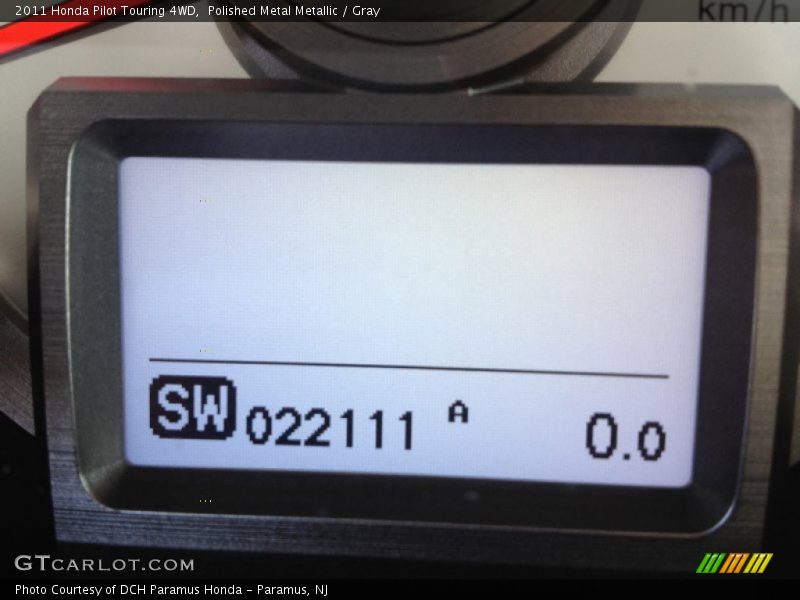 2011 Honda Pilot Touring 4WD,  Polished Metal Metallic / Gray
km/h
SW 022111 A 0.0
GTCARLOT.COM
Photo Courtesy of DCH Paramus Honda - Paramus, NJ